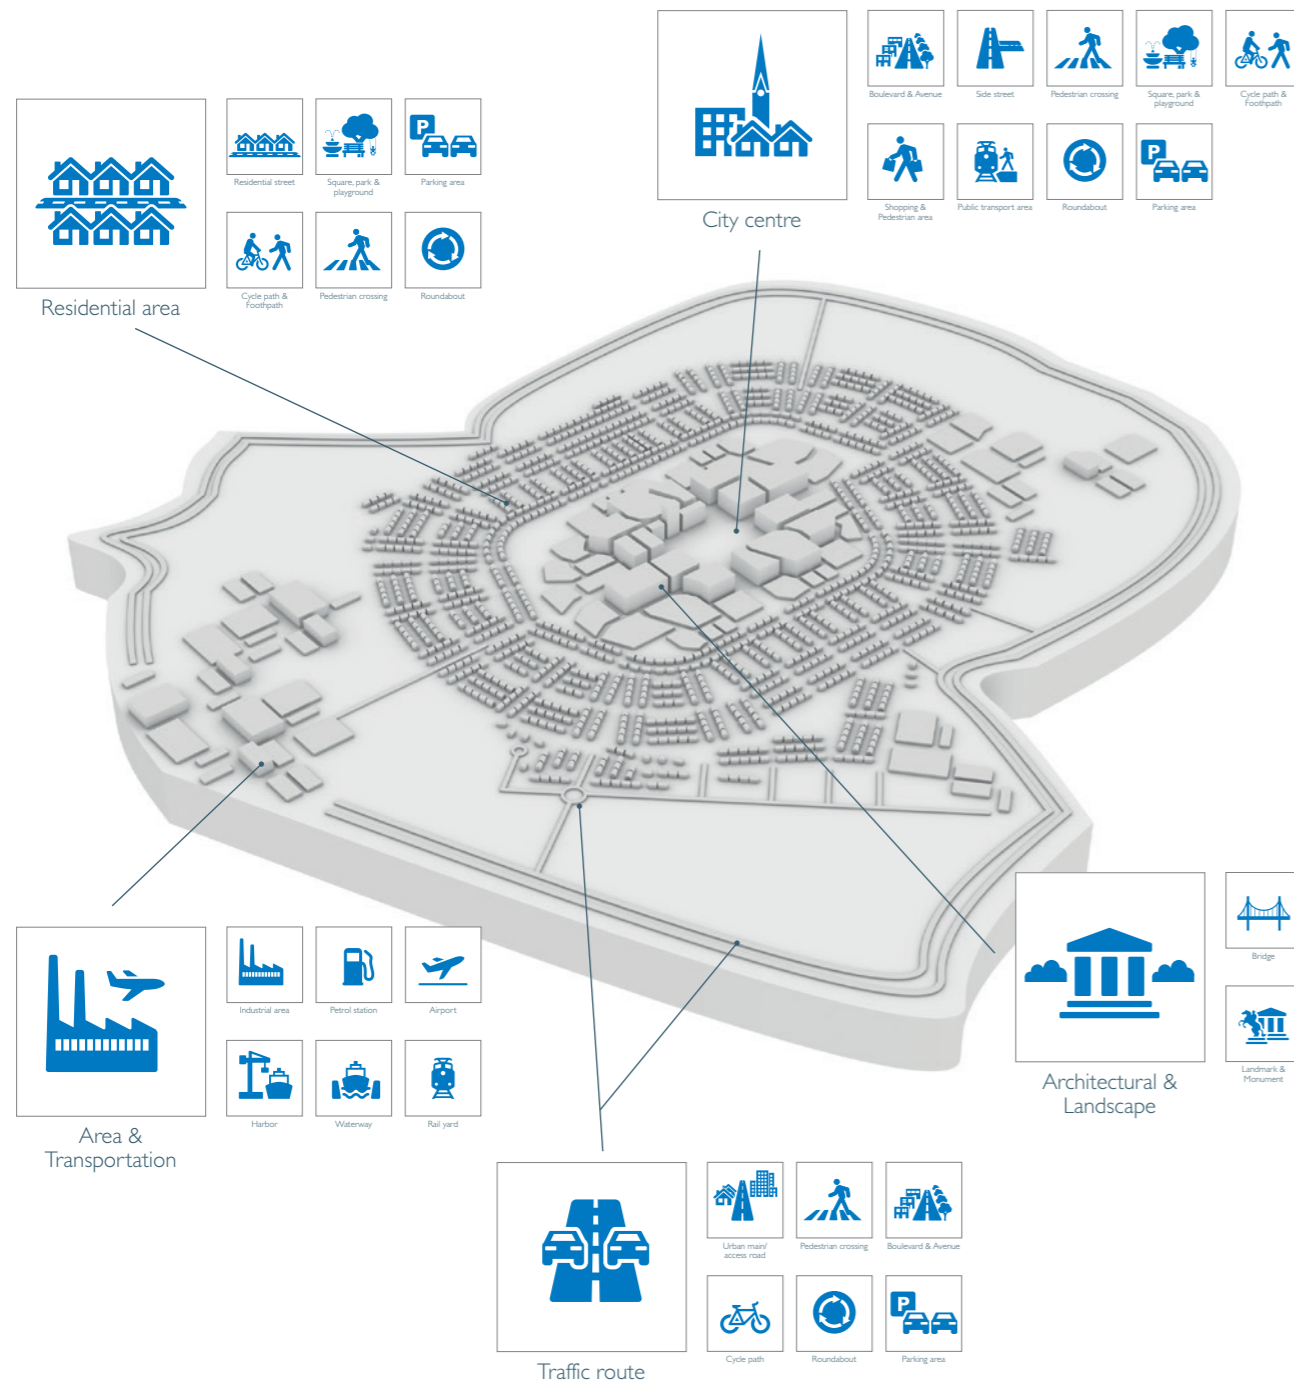 Boulevard & Avenue
Side street
Pedestrian crossing
Square, park &
playground
Cycle path &
Footpath
Shopping &
Pedestrian area
Public transport area
Roundabout
P
Parking area
City centre
Residential street
Square, park &
playground
P
Parking area
Cycle path &
Footpath
Pedestrian crossing
Roundabout
Residential area
Bridge
Landmark &
Monument
Architectural &
Landscape
Industrial area
Petrol station
Airport
Harbor
Waterway
Rail yard
Area &
Transportation
Urban main/
access road
Pedestrian crossing
Boulevard & Avenue
Cycle path
Roundabout
P
Parking area
Traffic route